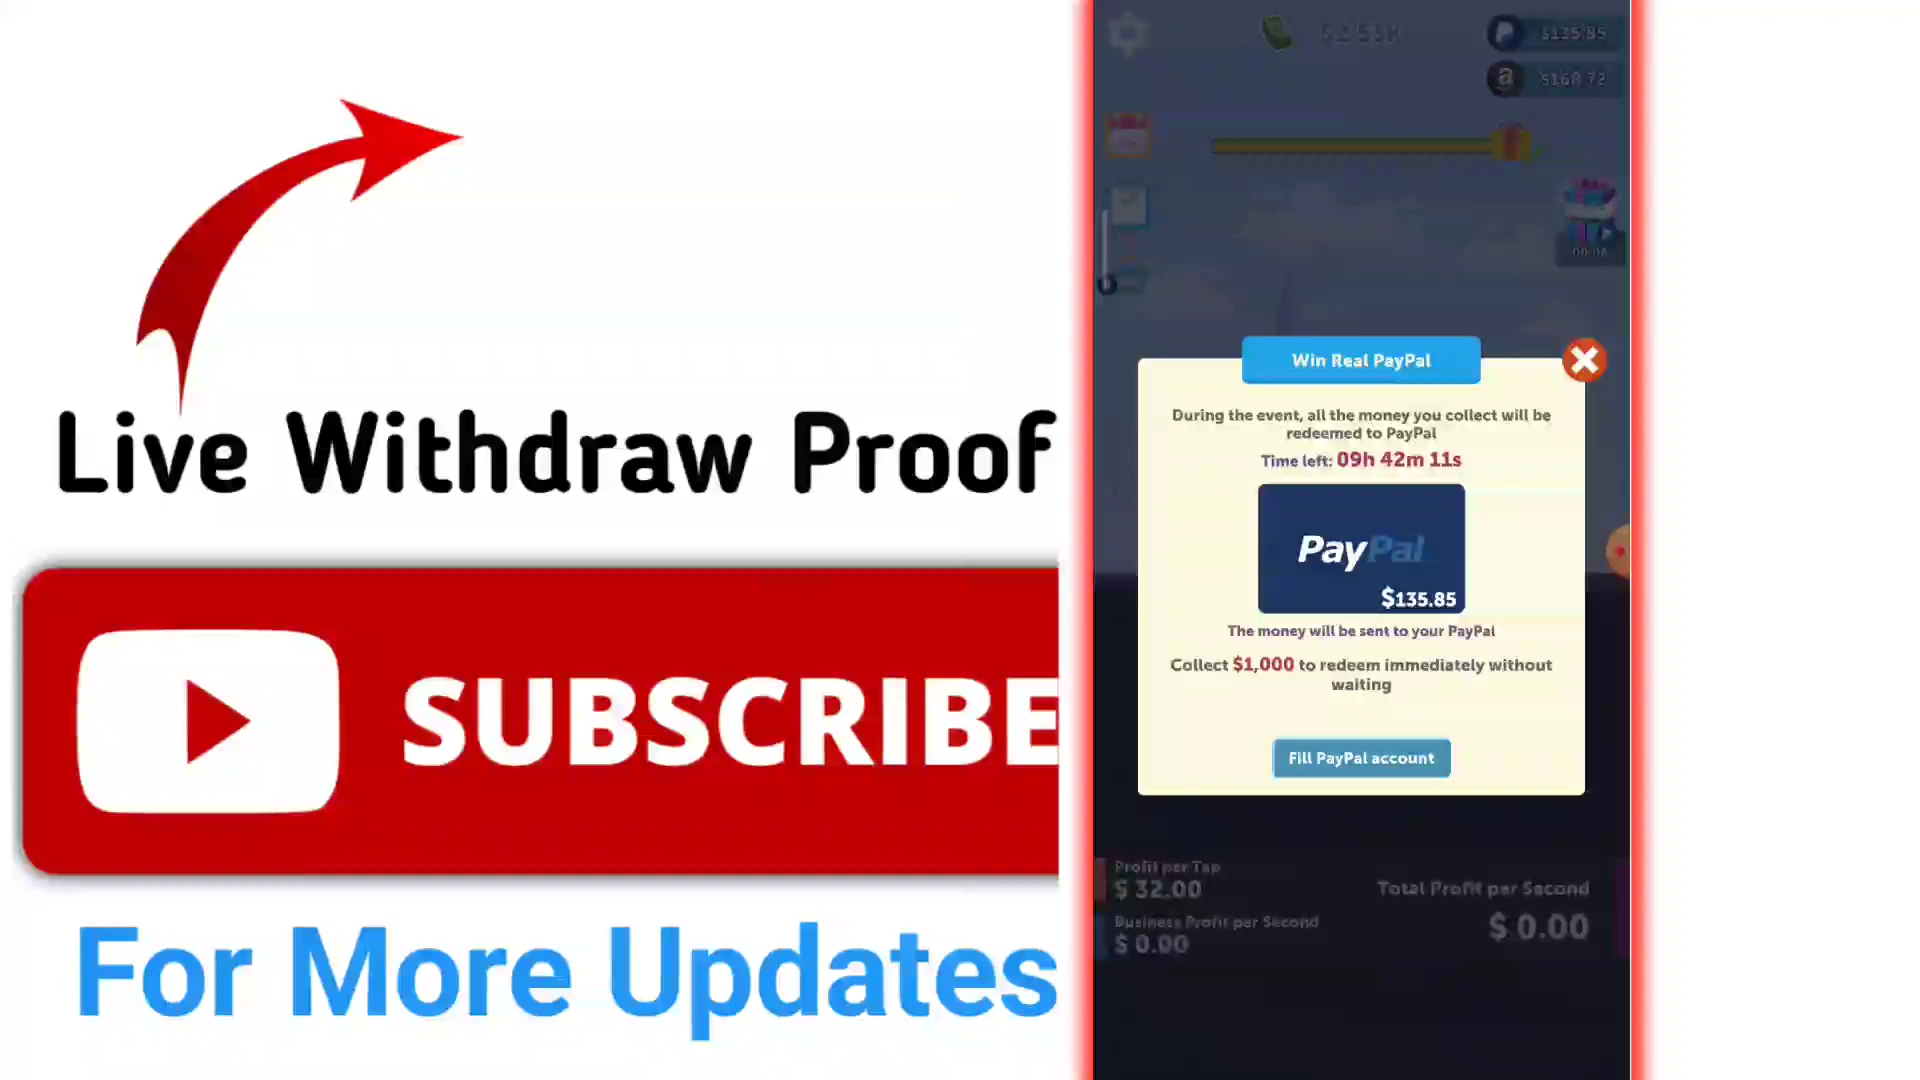 Live Withdraw Proof
SUBSCRIBE
For More Updates
$135.85
$168.72
Win Real PayPal
During the event, all the money you collect will be
redeemed to PayPal
Time left: 09h 42m 11s
PayPal
$135.85
The money will be sent to your PayPal
Collect $1,000 to redeem immediately without
waiting
Fill PayPal account
Profit per Tap
$ 32.00
Business Profit per Second
$ 0.00
Total Profit per Second
$ 0.00